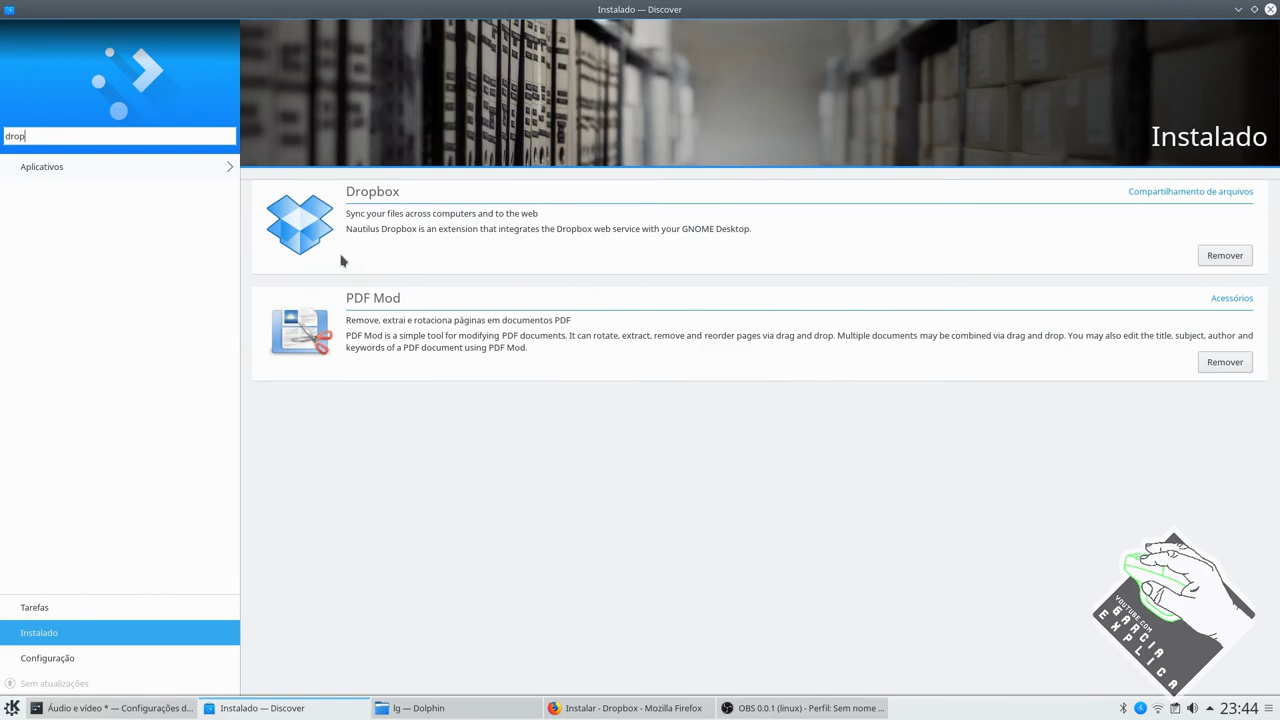 Instalado — Discover
drop
Aplicativos
Instalado
Dropbox
Compartilhamento de arquivos
Sync your files across computers and to the web
Nautilus Dropbox is an extension that integrates the Dropbox web service with your GNOME Desktop.
Remover
PDF Mod
Acessórios
Remove, extrai e rotaciona páginas em documentos PDF
PDF Mod is a simple tool for modifying PDF documents. It can rotate, extract, remove and reorder pages via drag and drop. Multiple documents may be combined via drag and drop. You may also edit the title, subject, author and
keywords of a PDF document using PDF Mod.
Remover
Tarefas
Instalado
Configuração
Sem atualizações
YOUTUBE.COM
EGARCIA
EXPLICA
Áudio e vídeo * — Configurações d...
Instalado — Discover
lg — Dolphin
Instalar - Dropbox - Mozilla Firefox
OBS 0.0.1 (linux) - Perfil: Sem nome ...
23:44